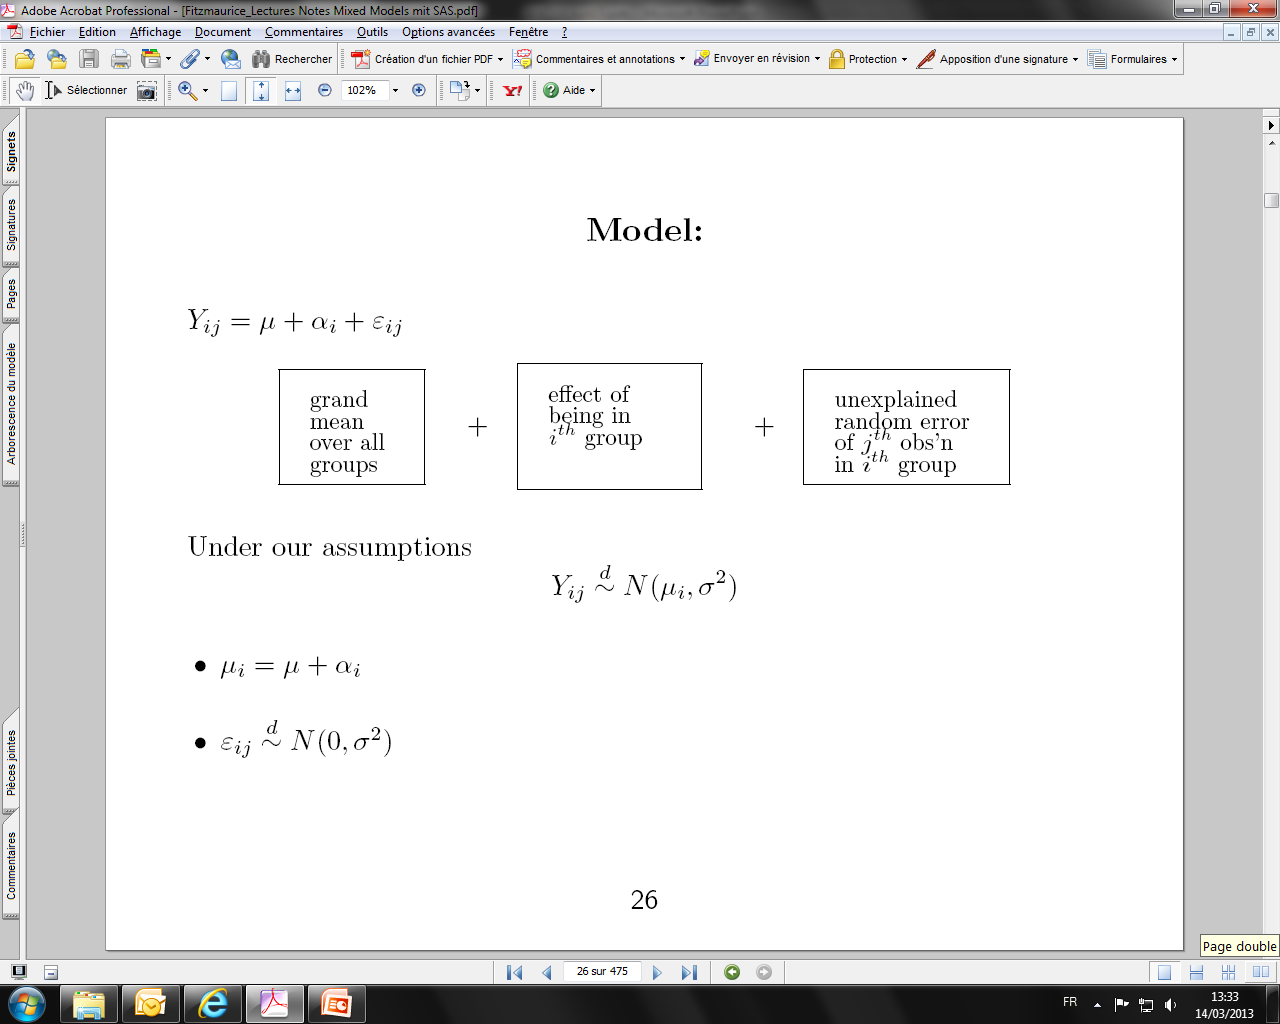 Adobe Acrobat Professional - [Fitzmaurice_Lectures Notes Mixed Models mit SAS.pdf]
Fichier Edition Affichage Document Commentaires Outils Options avancées Fenêtre ?
Rechercher Création d'un fichier PDF Commentaires et annotations Envoyer en révision Protection Apposition d'une signature Formulaires
Sélectionner 102% Y! Aide
Signets
Signatures
Pages
Arborescence du modèle
Pièces jointes
Commentaires
Model:
Y_{ij} = μ + α_i + ε_{ij}
grand
mean
over all
groups
+
effect of
being in
i^{th} group
+
unexplained
random error
of j^{th} obs'n
in i^{th} group
Under our assumptions
Y_{ij} \overset{d}{∼} N(μ_i, σ²)
• μ_i = μ + α_i
• ε_{ij} \overset{d}{∼} N(0, σ²)
26
Page double
26 sur 475
FR
13:33
14/03/2013